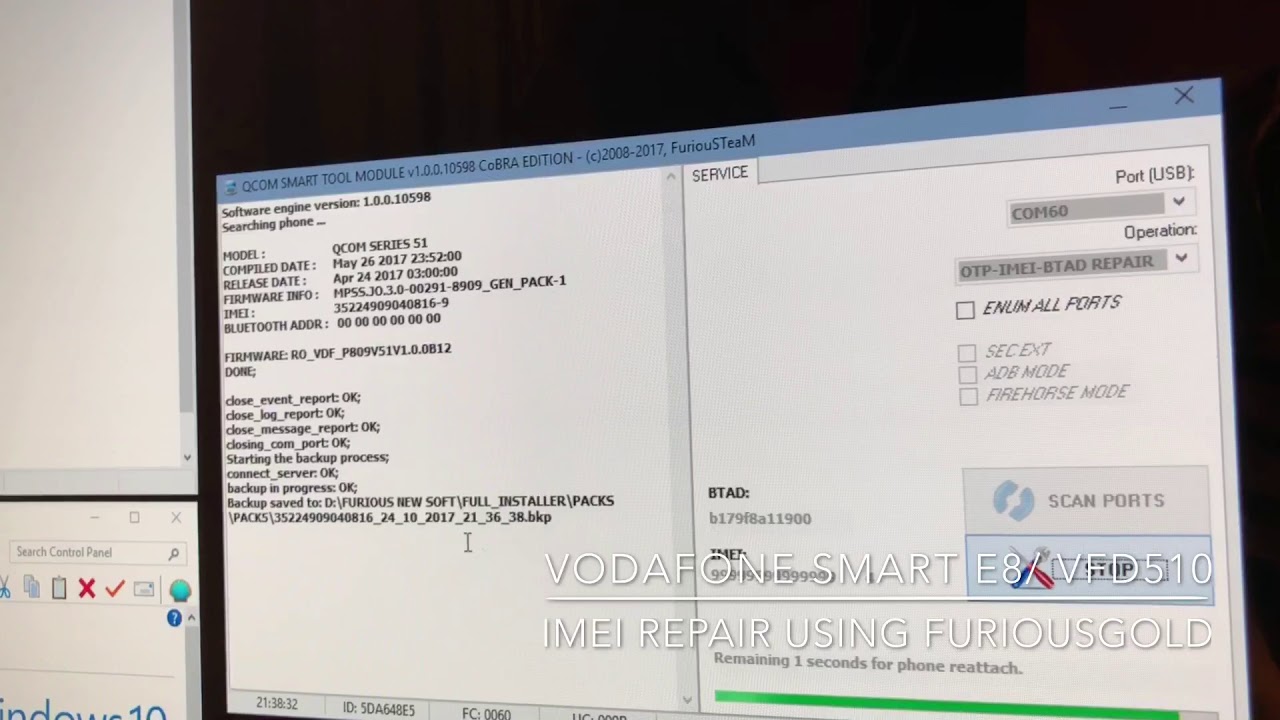 QCOM SMART TOOL MODULE v1.0.0.10598 CoBRA EDITION - (c)2008-2017, FuriouSTeaM
Software engine version: 1.0.0.10598
Searching phone ...
MODEL : QCOM SERIES 51
COMPILED DATE : May 26 2017 23:52:00
RELEASE DATE : Apr 24 2017 03:00:00
FIRMWARE INFO : MPSS.JO.3.0-00291-8909_GEN_PACK-1
IMEI : 35224909040816-9
BLUETOOTH ADDR : 00 00 00 00 00 00
FIRMWARE: RO_VDF_P809V51V1.0.0B12
DONE;
close_event_report: OK;
close_log_report: OK;
close_message_report: OK;
closing_com_port: OK;
Starting the backup process;
connect_server: OK;
backup in progress: OK;
Backup saved to: D:\FURIOUS NEW SOFT\FULL_INSTALLER\PACKS
\PACK5\35224909040816_24_10_2017_21_36_38.bkp
21:38:32 ID: 5DA648E5 FC: 0060
SERVICE
Port (USB):
COM60
Operation:
OTP-IMEI-BTAD REPAIR
ENUM ALL PORTS
SEC EXT
ADB MODE
FIREHORSE MODE
SCAN PORTS
BTAD:
b179f8a11900
STOP
IMEI:
Remaining 1 seconds for phone reattach.
VODAFONE SMART E8/ VFD510
IMEI REPAIR USING FURIOUSGOLD
Search Control Panel
indows 10